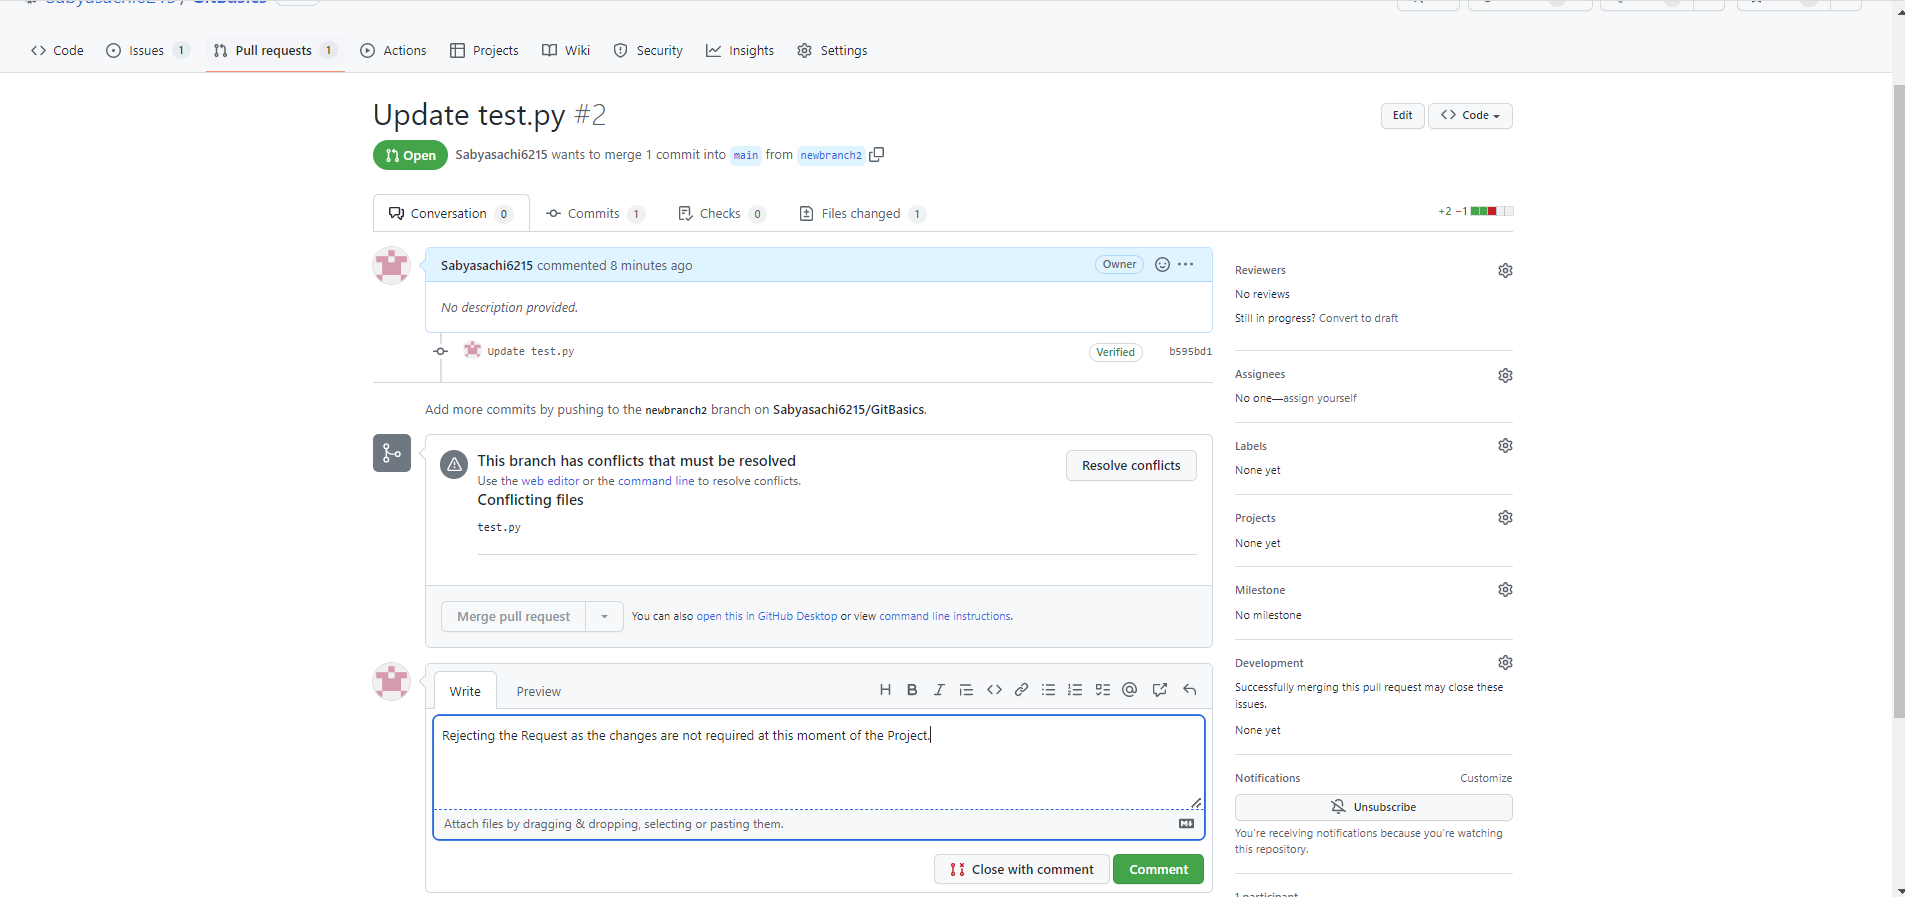 Sabyasachi6215 / GitBasics
Code Issues 1 Pull requests 1 Actions Projects Wiki Security Insights Settings
Update test.py #2
Edit Code
Open Sabyasachi6215 wants to merge 1 commit into main from newbranch2
Conversation 0 Commits 1 Checks 0 Files changed 1
+2 −1
Sabyasachi6215 commented 8 minutes ago Owner
No description provided.
Update test.py Verified b595bd1
Add more commits by pushing to the newbranch2 branch on Sabyasachi6215/GitBasics.
This branch has conflicts that must be resolved
Use the web editor or the command line to resolve conflicts.
Resolve conflicts
Conflicting files
test.py
Merge pull request You can also open this in GitHub Desktop or view command line instructions.
Write Preview H B I
Rejecting the Request as the changes are not required at this moment of the Project.
Attach files by dragging & dropping, selecting or pasting them.
Close with comment Comment
Reviewers
No reviews
Still in progress? Convert to draft
Assignees
No one—assign yourself
Labels
None yet
Projects
None yet
Milestone
No milestone
Development
Successfully merging this pull request may close these
issues.
None yet
Notifications Customize
Unsubscribe
You're receiving notifications because you're watching
this repository.
1 participant